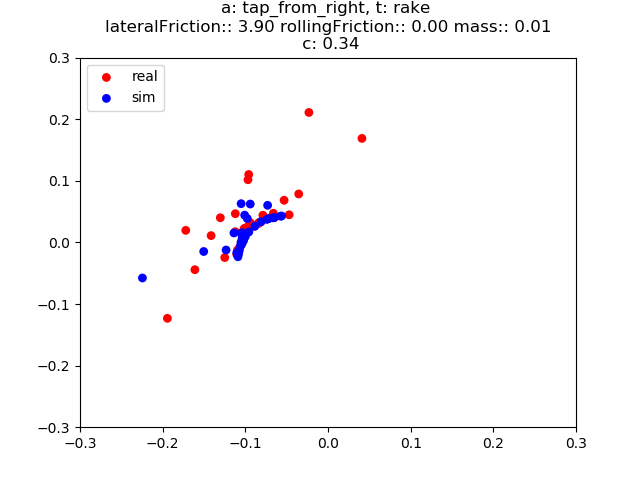 a: tap_from_right, t: rake
lateralFriction:: 3.90 rollingFriction:: 0.00 mass:: 0.01
c: 0.34
real
sim
0.3
0.2
0.1
0.0
−0.1
−0.2
−0.3
−0.3 −0.2 −0.1 0.0 0.1 0.2 0.3